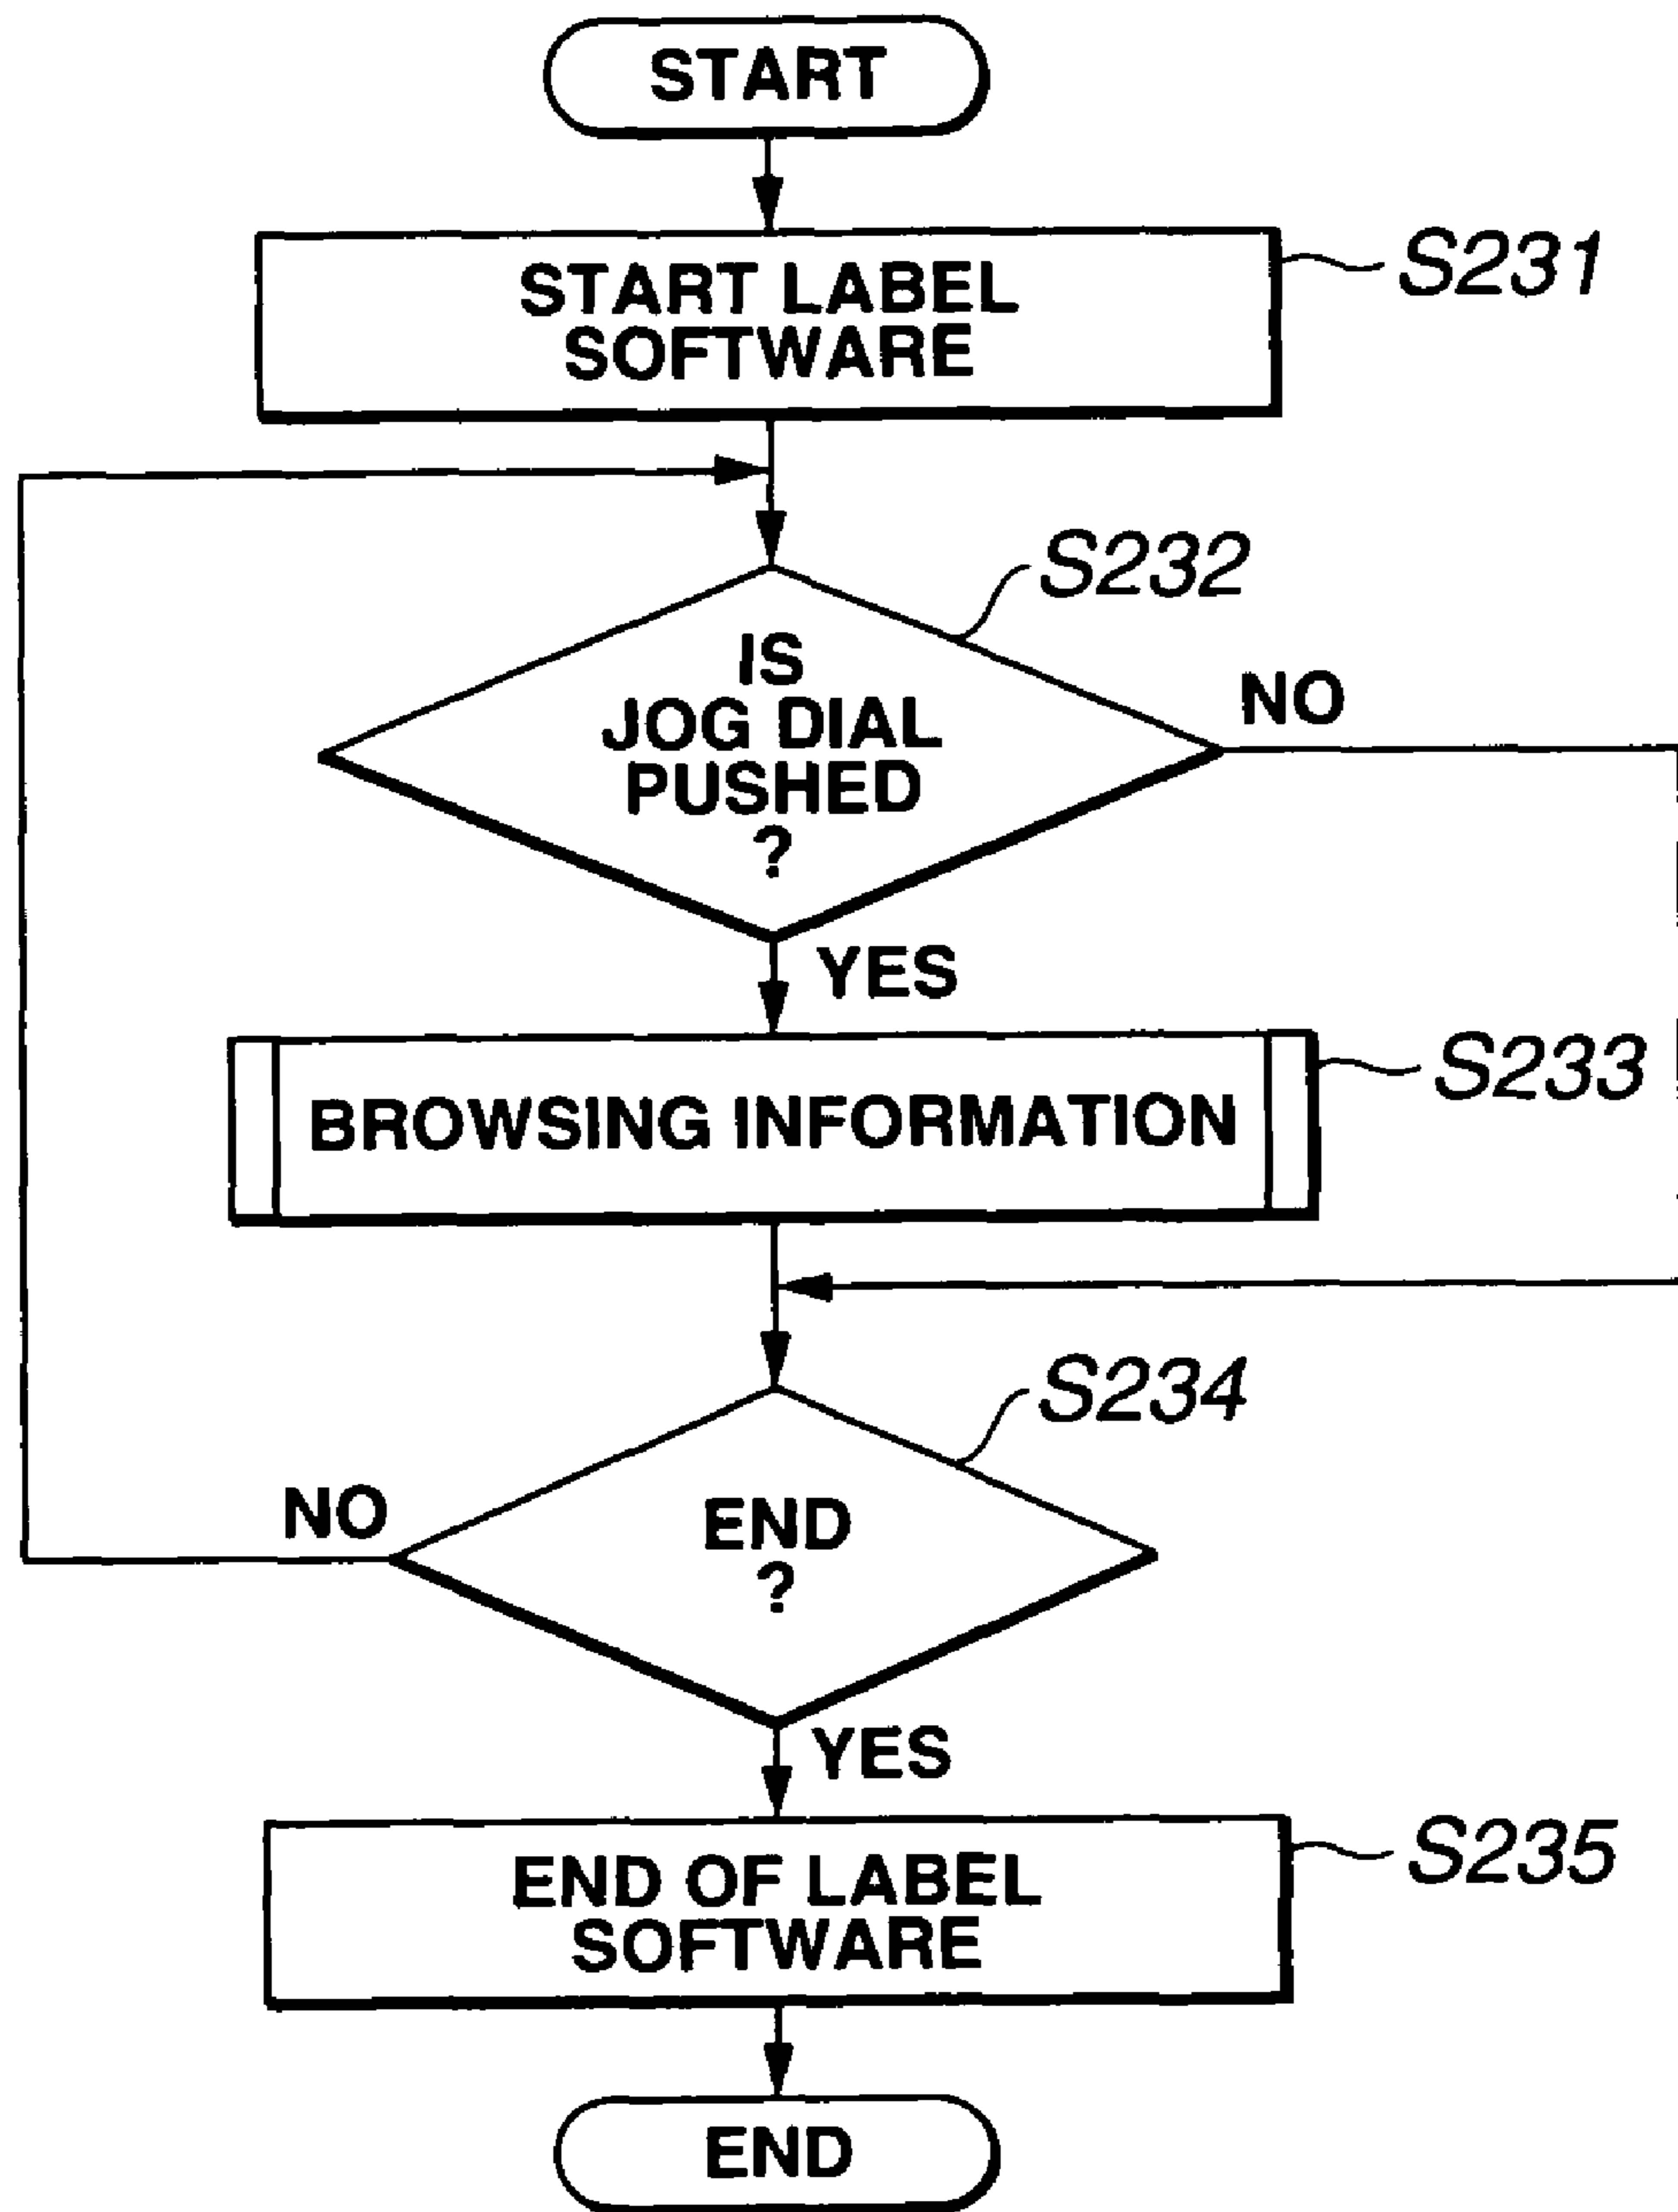 START
START LABEL
SOFTWARE
S231
S232
IS
JOG DIAL
PUSHED
?
NO
YES
BROWSING INFORMATION
S233
S234
END
?
NO
YES
END OF LABEL
SOFTWARE
S235
END